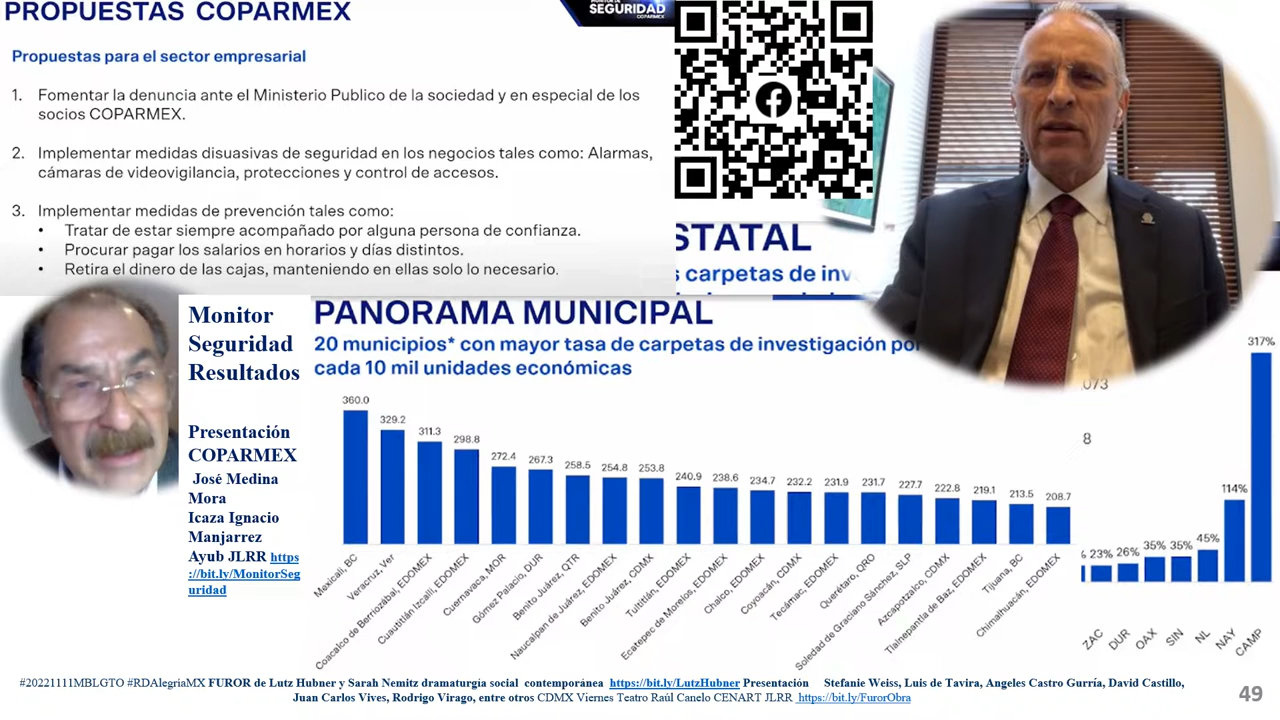 PROPUESTAS COPARMEX
SEGURIDAD
COPARMEX
Propuestas para el sector empresarial
1. Fomentar la denuncia ante el Ministerio Publico de la sociedad y en especial de los
socios COPARMEX.
2. Implementar medidas disuasivas de seguridad en los negocios tales como: Alarmas,
cámaras de videovigilancia, protecciones y control de accesos.
3. Implementar medidas de prevención tales como:
• Tratar de estar siempre acompañado por alguna persona de confianza.
• Procurar pagar los salarios en horarios y días distintos.
• Retira el dinero de las cajas, manteniendo en ellas solo lo necesario.
STATAL
s carpetas de inv
Monitor
Seguridad
Resultados
Presentación
COPARMEX
José Medina
Mora
Icaza Ignacio
Manjarrez
Ayub JLRR https
://bit.ly/MonitorSeg
uridad
PANORAMA MUNICIPAL
20 municipios* con mayor tasa de carpetas de investigación por
cada 10 mil unidades económicas
360.0
329.2
311.3
298.8
272.4
267.3
258.5
254.8
253.8
240.9
238.6
234.7
232.2
231.9
231.7
227.7
222.8
219.1
213.5
208.7
Mexicali, BC
Veracruz, Ver
Coacalco de Berriozábal, EDOMEX
Cuautitlán Izcalli, EDOMEX
Cuernavaca, MOR
Gómez Palacio, DUR
Benito Juárez, QTR
Naucalpan de Juárez, EDOMEX
Benito Juárez, CDMX
Tultitlán, EDOMEX
Ecatepec de Morelos, EDOMEX
Chalco, EDOMEX
Coyoacán, CDMX
Tecámac, EDOMEX
Querétaro, QRO
Soledad de Graciano Sánchez, SLP
Azcapotzalco, CDMX
Tlalnepantla de Baz, EDOMEX
Tijuana, BC
Chimalhuacán, EDOMEX
,073
8
% 23% 26% 35% 35% 45% 114% 317%
ZAC DUR OAX SIN NL NAY CAMP
#20221111MBLGTO #RDAlegriaMX FUROR de Lutz Hubner y Sarah Nemitz dramaturgia social contemporánea https://bit.ly/LutzHubner Presentación Stefanie Weiss, Luis de Tavira, Angeles Castro Gurría, David Castillo,
Juan Carlos Vives, Rodrigo Virago, entre otros CDMX Viernes Teatro Raúl Canelo CENART JLRR https://bit.ly/FurorObra
49